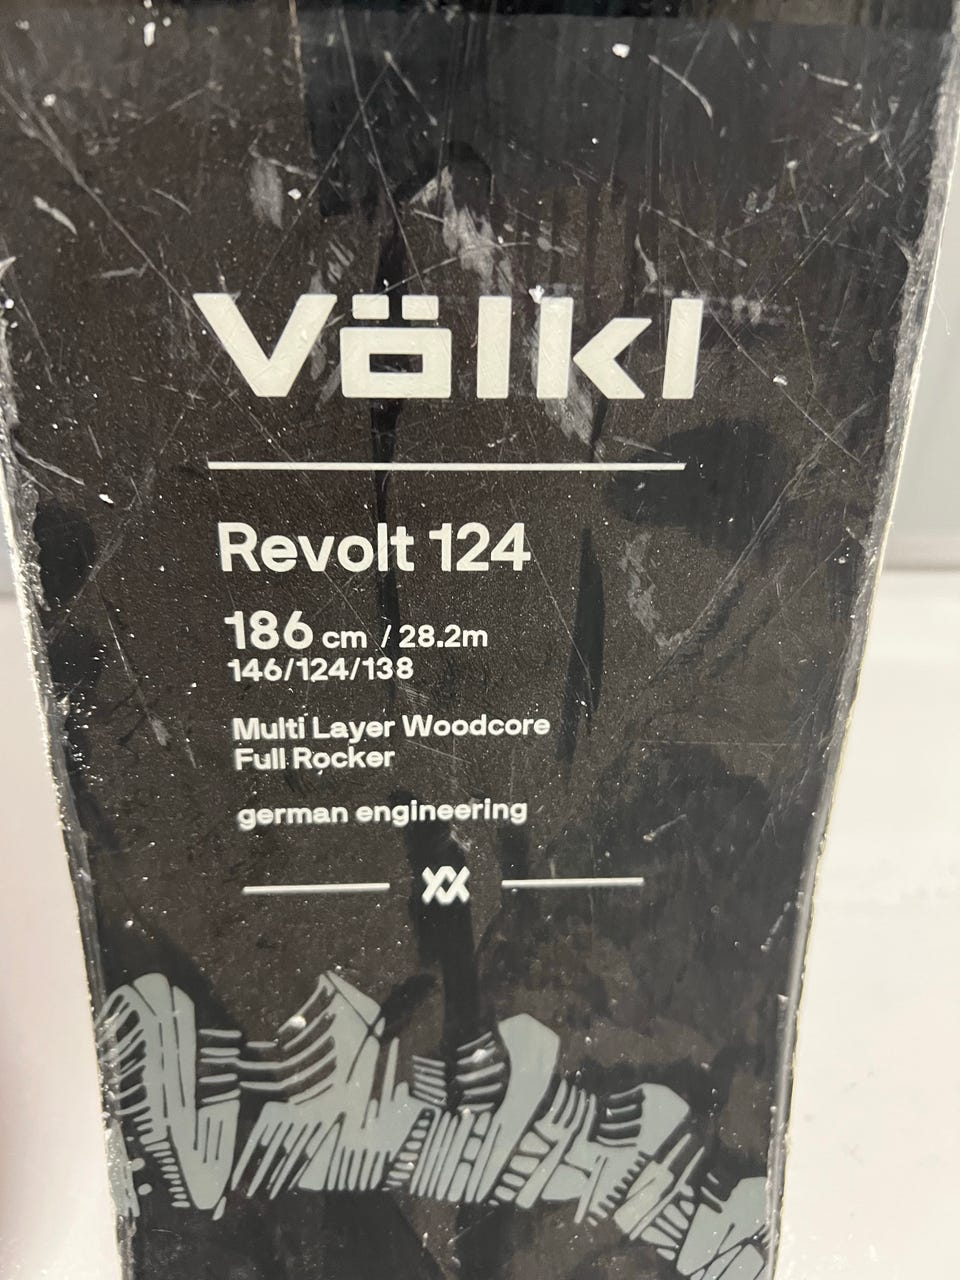 Völkl
Revolt 124
186 cm / 28.2m
146/124/138
Multi Layer Woodcore
Full Rocker
german engineering